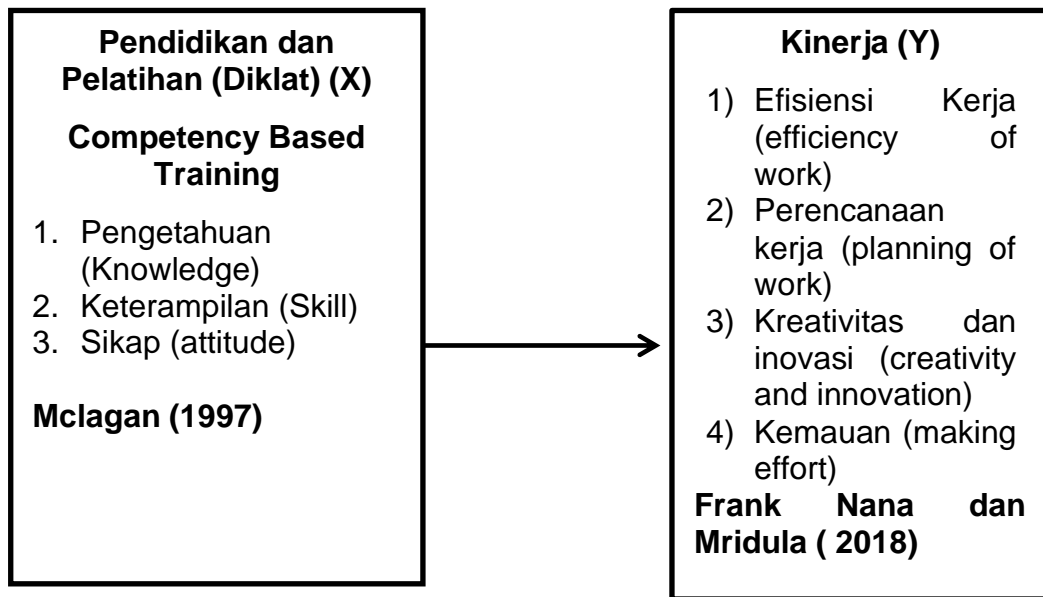 Pendidikan dan
Pelatihan (Diklat) (X)
Competency Based
Training
1. Pengetahuan
(Knowledge)
2. Keterampilan (Skill)
3. Sikap (attitude)
Mclagan (1997)
Kinerja (Y)
1) Efisiensi Kerja
(efficiency of
work)
2) Perencanaan
kerja (planning of
work)
3) Kreativitas dan
inovasi (creativity
and innovation)
4) Kemauan (making
effort)
Frank Nana dan
Mridula ( 2018)